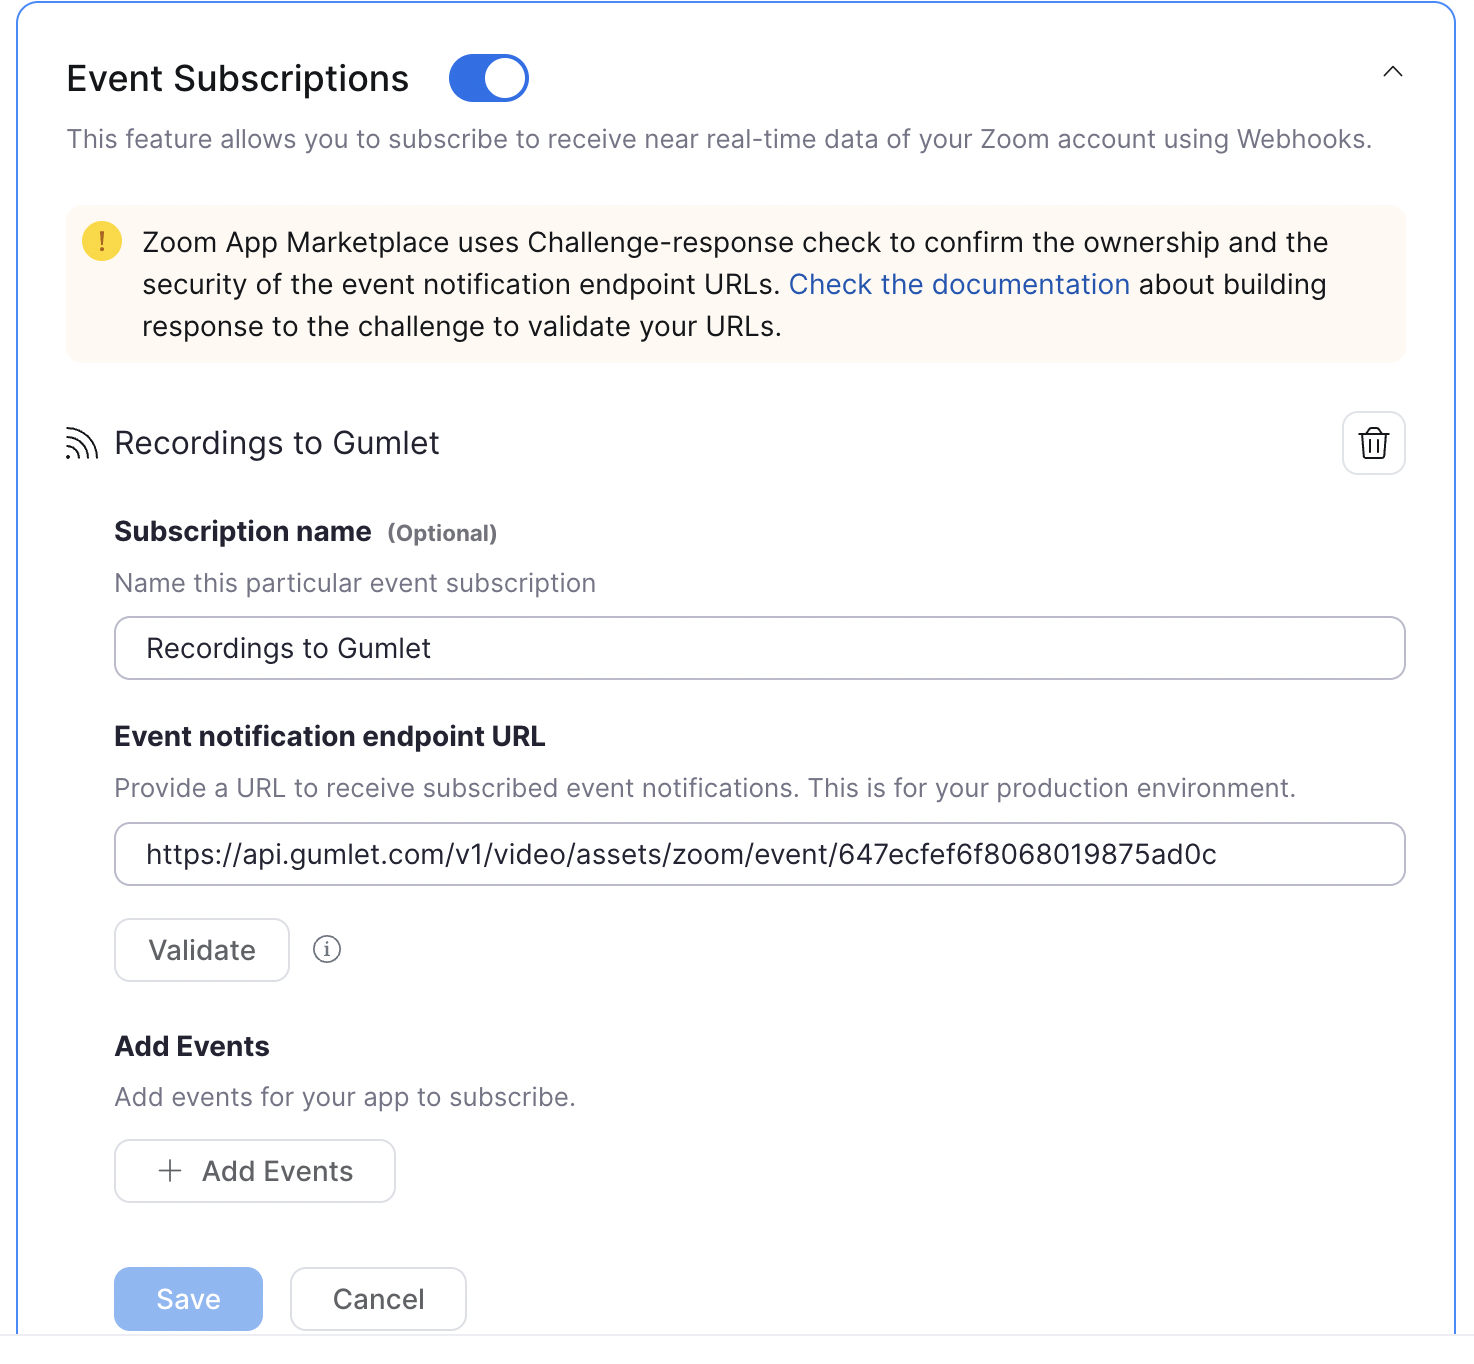 Event Subscriptions
This feature allows you to subscribe to receive near real-time data of your Zoom account using Webhooks.
Zoom App Marketplace uses Challenge-response check to confirm the ownership and the
security of the event notification endpoint URLs. Check the documentation about building
response to the challenge to validate your URLs.
Recordings to Gumlet
Subscription name (Optional)
Name this particular event subscription
Recordings to Gumlet
Event notification endpoint URL
Provide a URL to receive subscribed event notifications. This is for your production environment.
https://api.gumlet.com/v1/video/assets/zoom/event/647ecfef6f8068019875ad0c
Validate
Add Events
Add events for your app to subscribe.
+ Add Events
Save Cancel